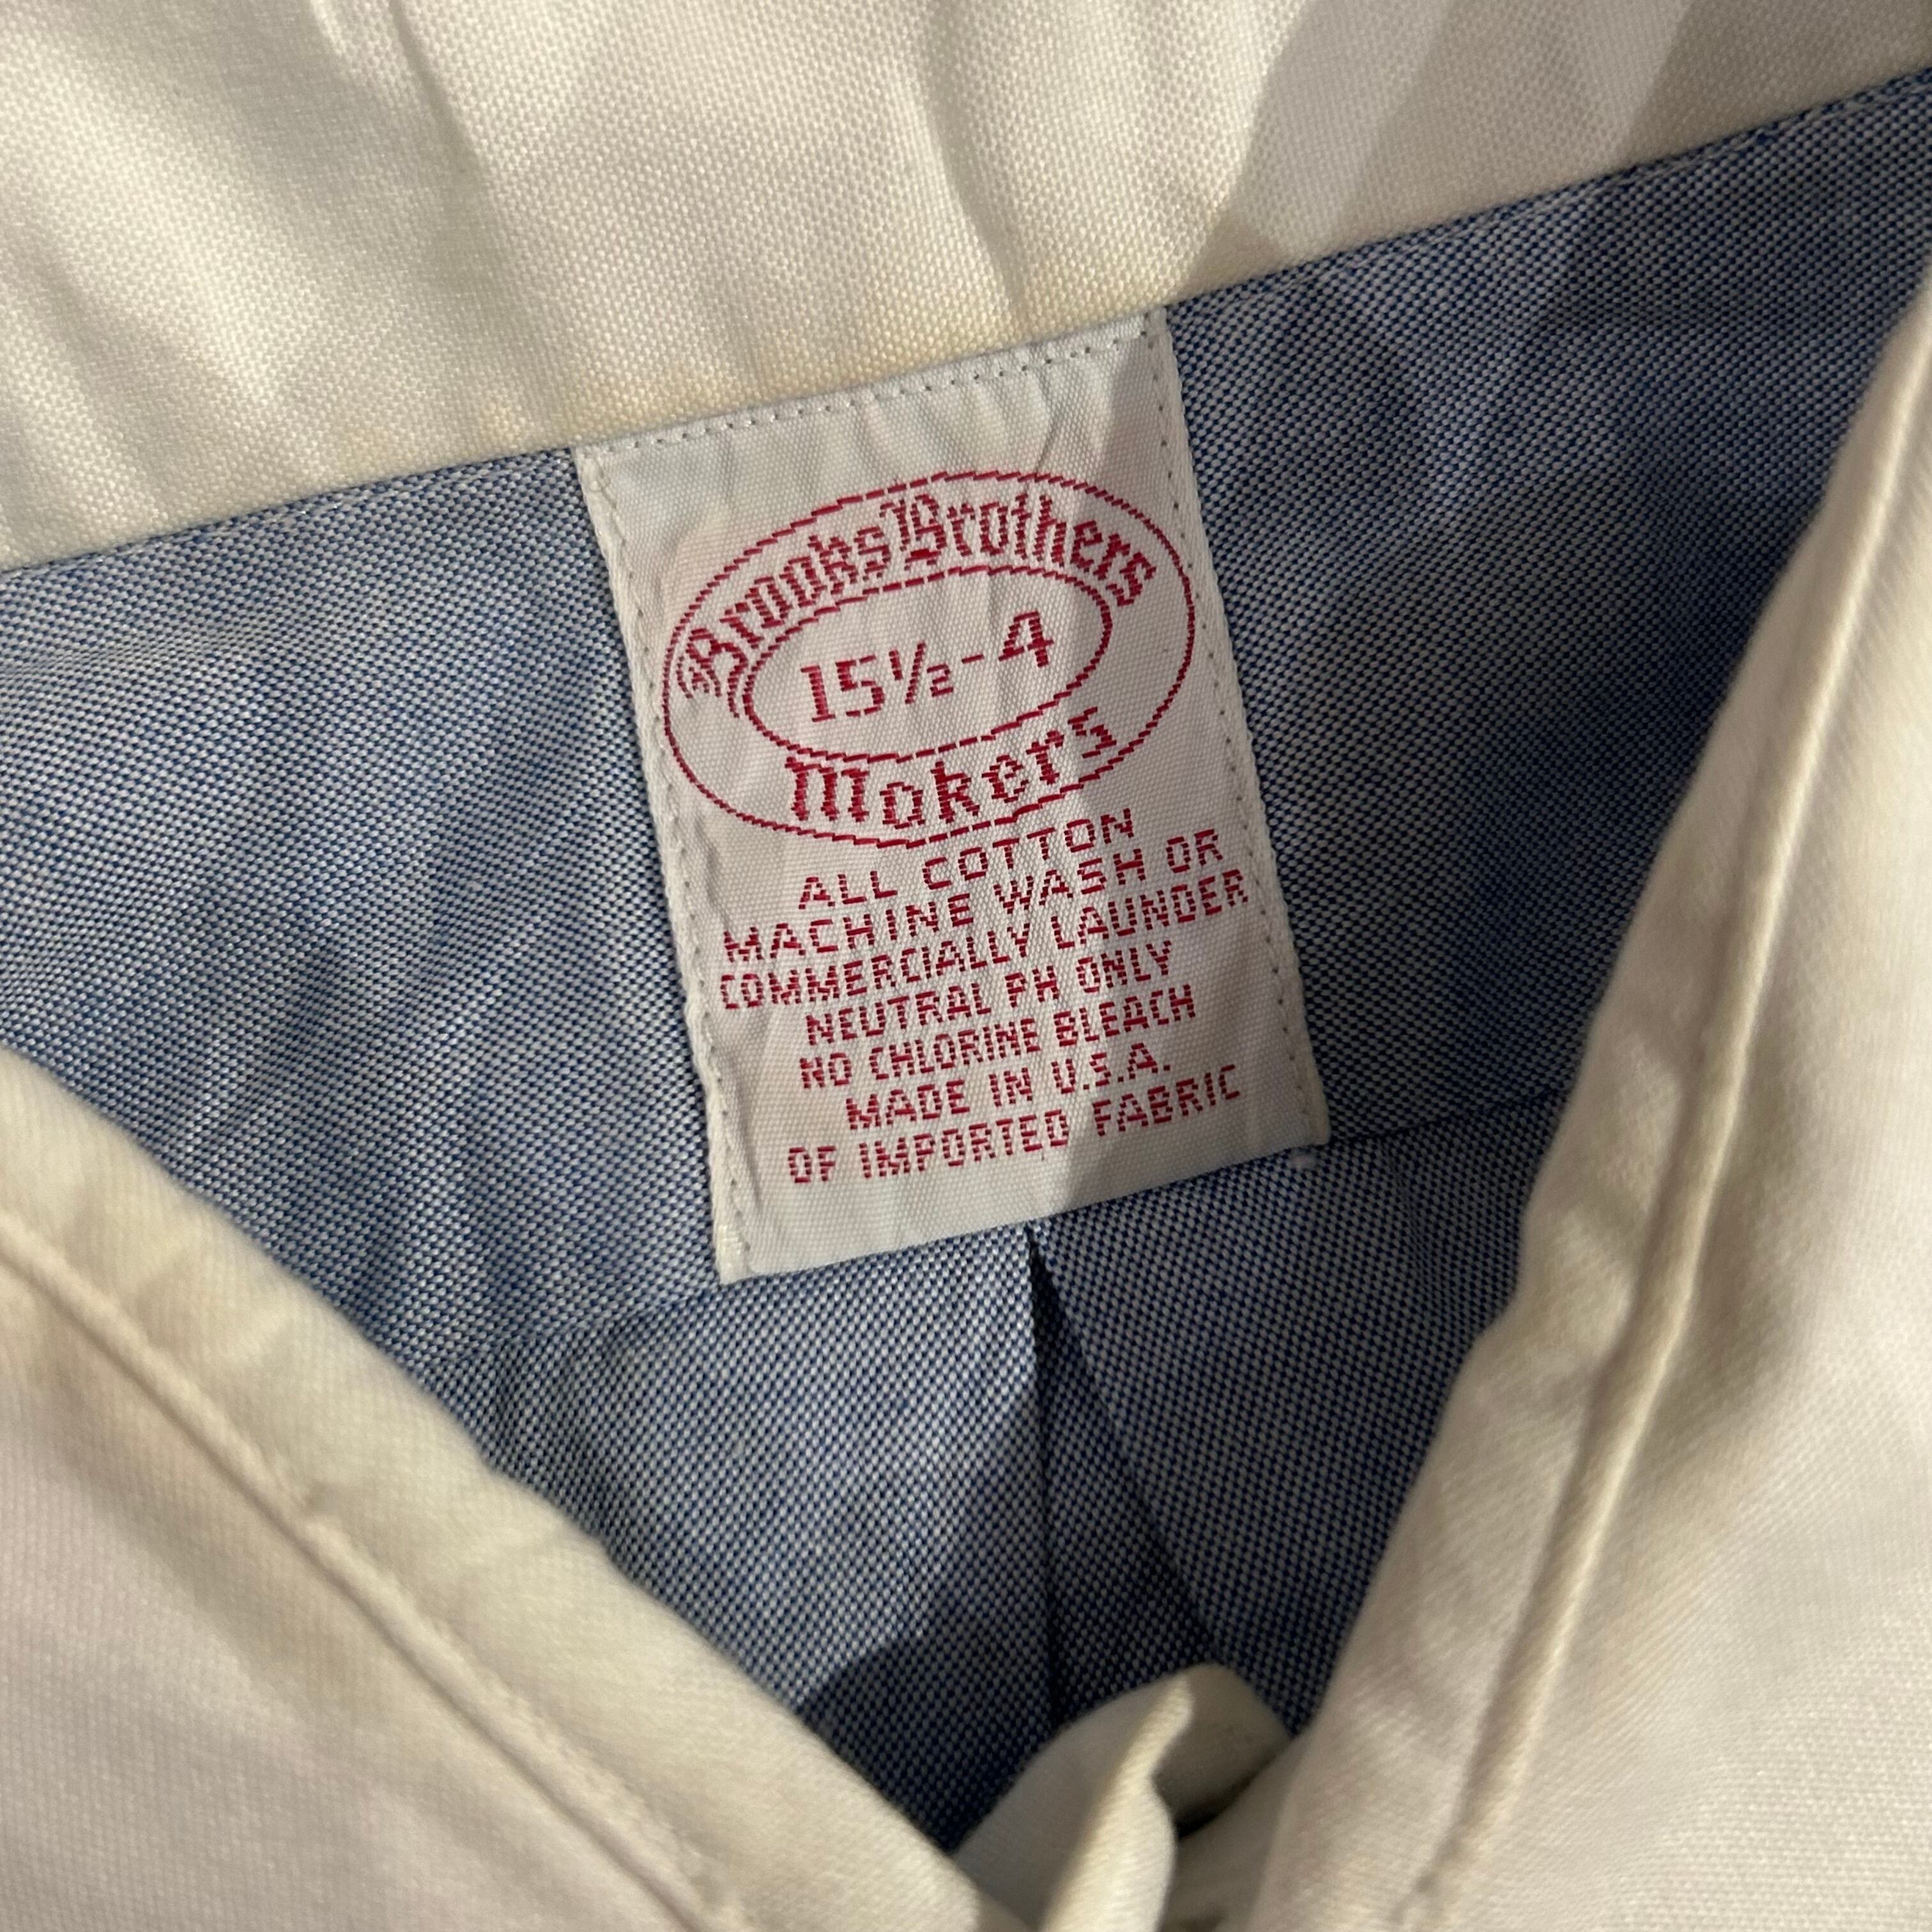 Brooks Brothers
15½-4
Makers
ALL COTTON
MACHINE WASH OR
COMMERCIALLY LAUNDER
NEUTRAL PH ONLY
NO CHLORINE BLEACH
MADE IN U.S.A.
OF IMPORTED FABRIC